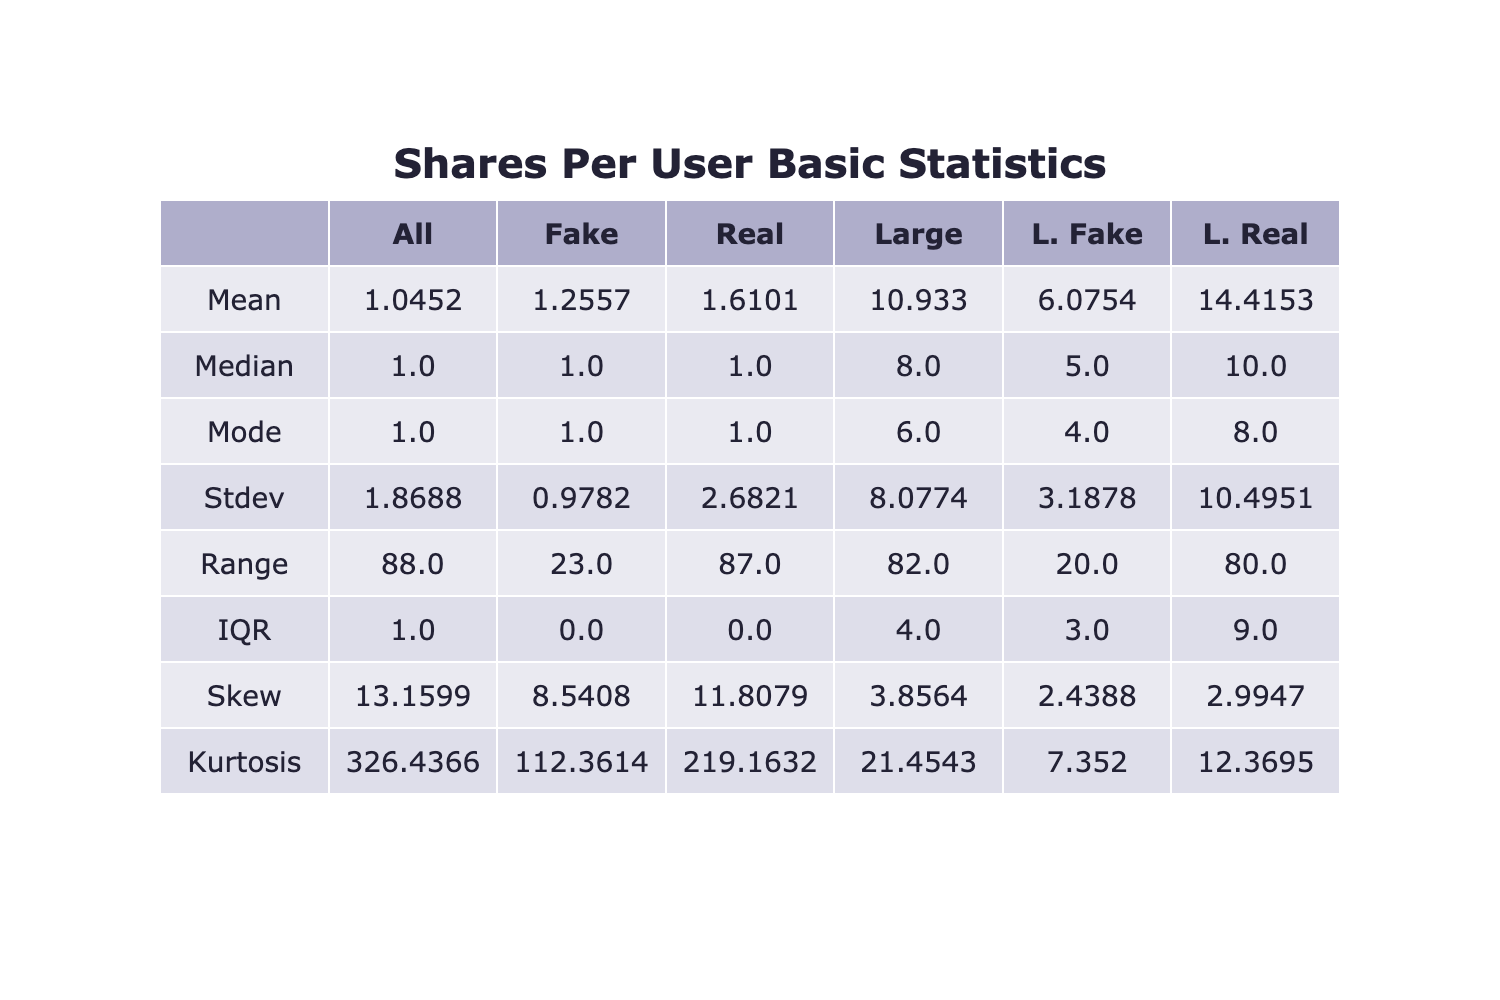 Shares Per User Basic Statistics
All Fake Real Large L. Fake L. Real
Mean 1.0452 1.2557 1.6101 10.933 6.0754 14.4153
Median 1.0 1.0 1.0 8.0 5.0 10.0
Mode 1.0 1.0 1.0 6.0 4.0 8.0
Stdev 1.8688 0.9782 2.6821 8.0774 3.1878 10.4951
Range 88.0 23.0 87.0 82.0 20.0 80.0
IQR 1.0 0.0 0.0 4.0 3.0 9.0
Skew 13.1599 8.5408 11.8079 3.8564 2.4388 2.9947
Kurtosis 326.4366 112.3614 219.1632 21.4543 7.352 12.3695